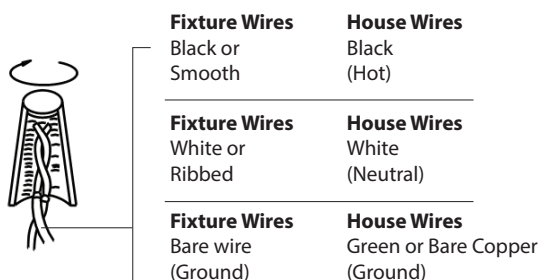 Fixture Wires House Wires
Black or Black
Smooth (Hot)
Fixture Wires House Wires
White or White
Ribbed (Neutral)
Fixture Wires House Wires
Bare wire Green or Bare Copper
(Ground) (Ground)